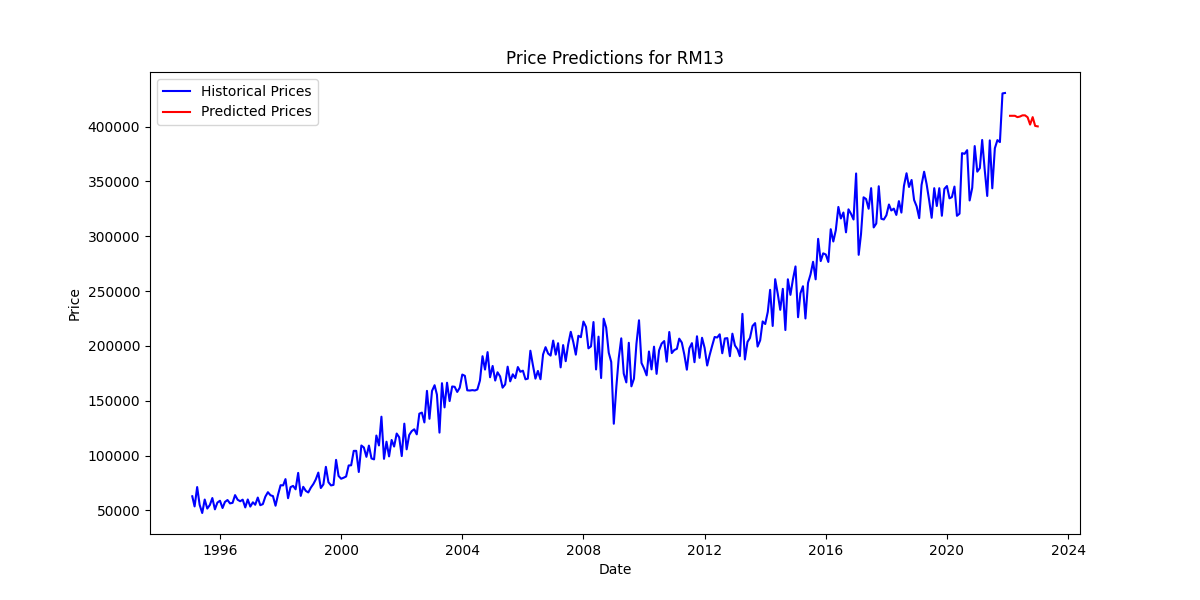 Price Predictions for RM13
Historical Prices
Predicted Prices
400000
350000
300000
250000
200000
150000
100000
50000
Price
1996 2000 2004 2008 2012 2016 2020 2024
Date